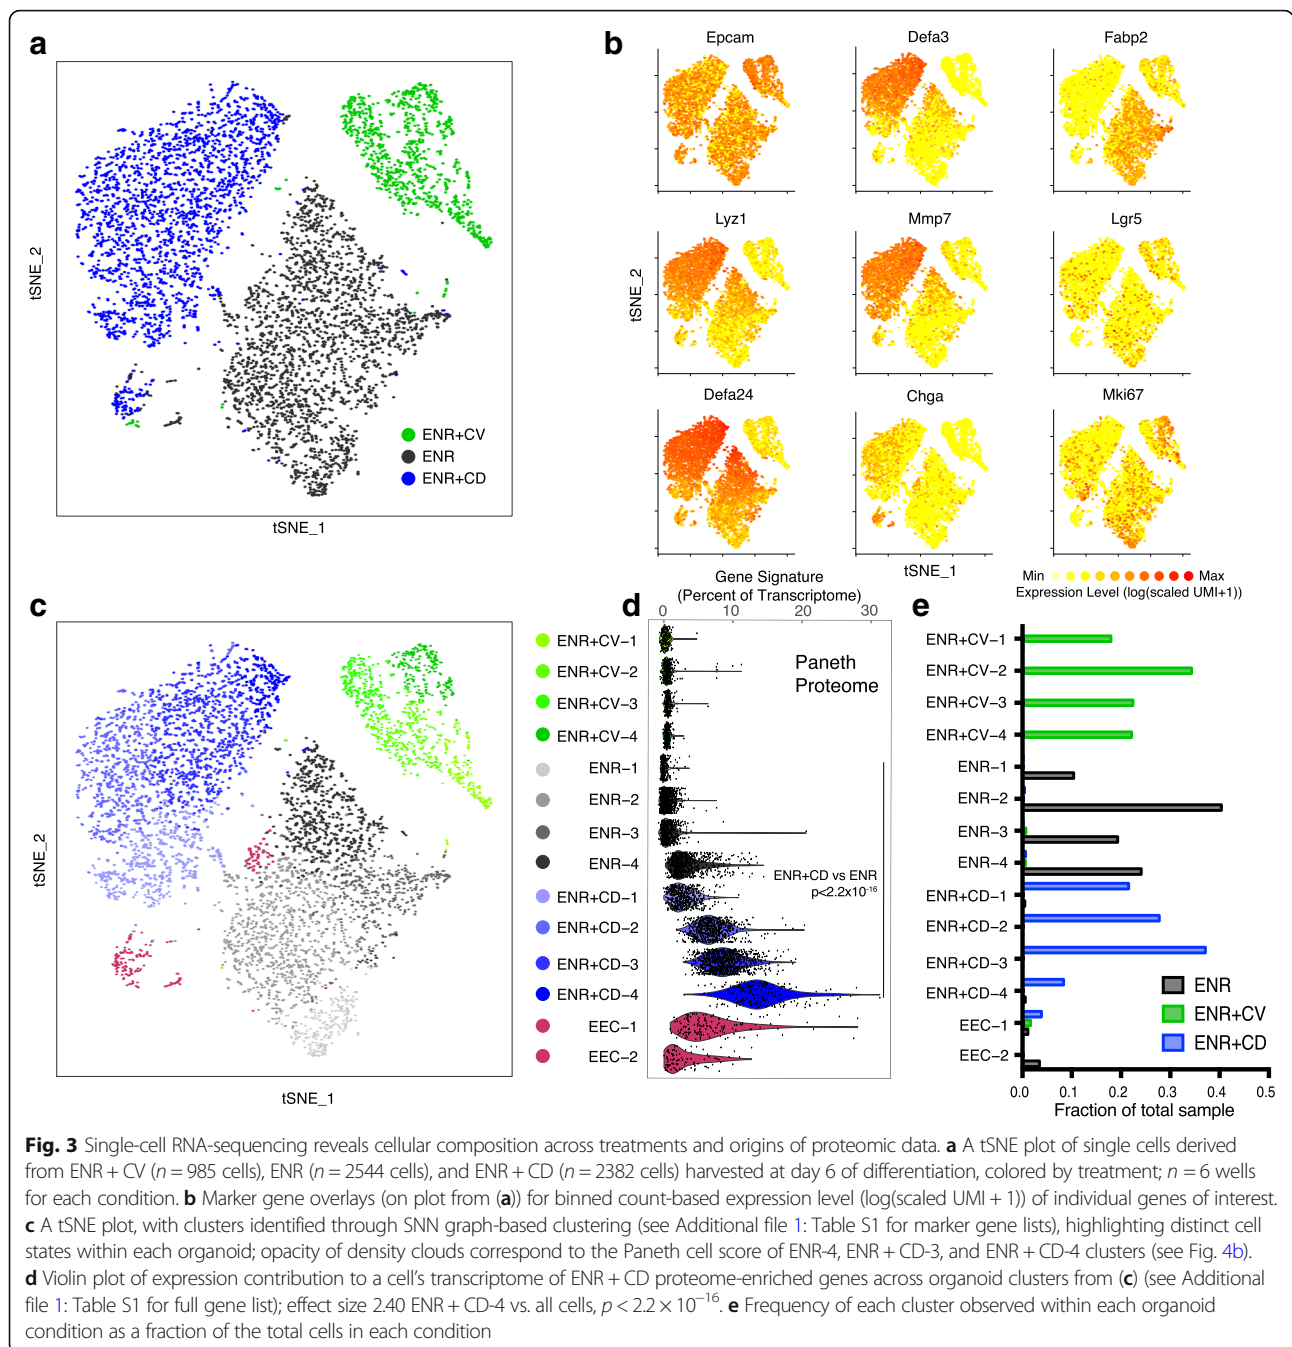 a
tSNE_2
ENR+CV
ENR
ENR+CD
tSNE_1
b
Epcam
Defa3
Fabp2
Lyz1
Mmp7
Lgr5
tSNE_2
Defa24
Chga
Mki67
tSNE_1
Min
Max
Expression Level (log(scaled UMI+1))
c
tSNE_2
tSNE_1
ENR+CV-1
ENR+CV-2
ENR+CV-3
ENR+CV-4
ENR-1
ENR-2
ENR-3
ENR-4
ENR+CD-1
ENR+CD-2
ENR+CD-3
ENR+CD-4
EEC-1
EEC-2
d
Gene Signature
(Percent of Transcriptome)
0 10 20 30
Paneth
Proteome
ENR+CD vs ENR
p<2.2x10⁻¹⁶
e
ENR+CV-1
ENR+CV-2
ENR+CV-3
ENR+CV-4
ENR-1
ENR-2
ENR-3
ENR-4
ENR+CD-1
ENR+CD-2
ENR+CD-3
ENR+CD-4
EEC-1
EEC-2
ENR
ENR+CV
ENR+CD
0.0 0.1 0.2 0.3 0.4 0.5
Fraction of total sample
Fig. 3 Single-cell RNA-sequencing reveals cellular composition across treatments and origins of proteomic data. a A tSNE plot of single cells derived
from ENR + CV (n = 985 cells), ENR (n = 2544 cells), and ENR + CD (n = 2382 cells) harvested at day 6 of differentiation, colored by treatment; n = 6 wells
for each condition. b Marker gene overlays (on plot from (a)) for binned count-based expression level (log(scaled UMI + 1)) of individual genes of interest.
c A tSNE plot, with clusters identified through SNN graph-based clustering (see Additional file 1: Table S1 for marker gene lists), highlighting distinct cell
states within each organoid; opacity of density clouds correspond to the Paneth cell score of ENR-4, ENR + CD-3, and ENR + CD-4 clusters (see Fig. 4b).
d Violin plot of expression contribution to a cell's transcriptome of ENR + CD proteome-enriched genes across organoid clusters from (c) (see Additional
file 1: Table S1 for full gene list); effect size 2.40 ENR + CD-4 vs. all cells, p < 2.2 × 10⁻¹⁶. e Frequency of each cluster observed within each organoid
condition as a fraction of the total cells in each condition